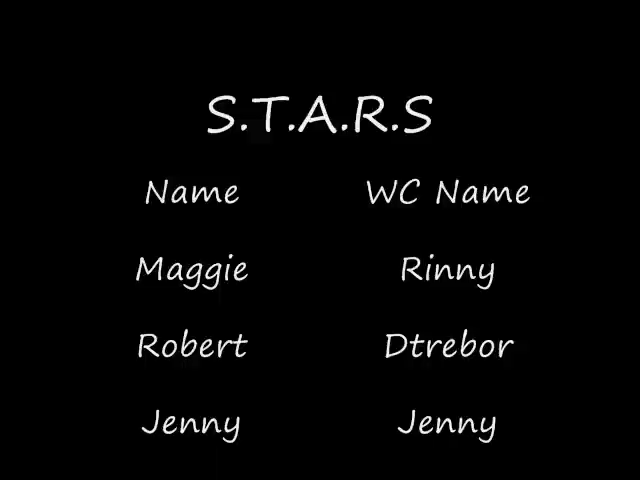 S.T.A.R.S
Name WC Name
Maggie Rinny
Robert Dtrebor
Jenny Jenny